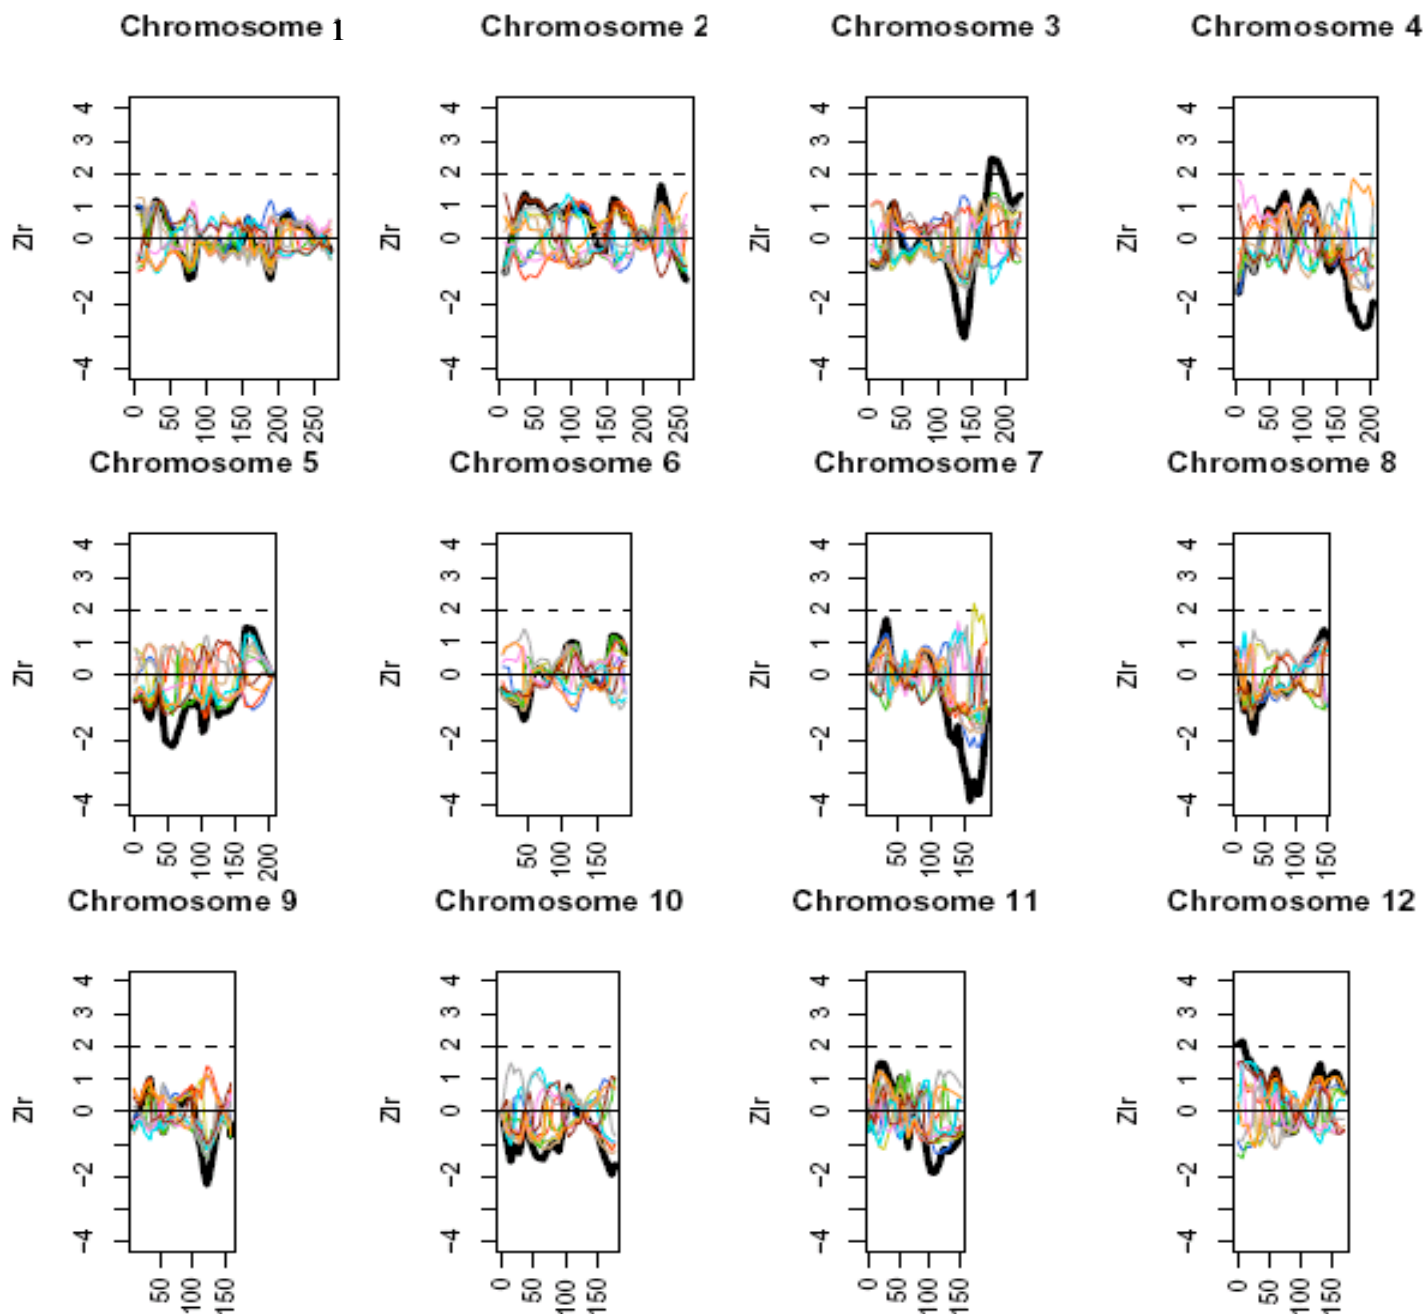 Chromosome 1 Chromosome 2 Chromosome 3 Chromosome 4
Zlr -4 -2 0 1 2 3 4 Zlr -4 -2 0 1 2 3 4 Zlr -4 -2 0 1 2 3 4 Zlr -4 -2 0 1 2 3 4
0 50 100 150 200 250 0 50 100 150 200 250 0 50 100 150 200 0 50 100 150 200
Chromosome 5 Chromosome 6 Chromosome 7 Chromosome 8
Zlr -4 -2 0 1 2 3 4 Zlr -4 -2 0 1 2 3 4 Zlr -4 -2 0 1 2 3 4 Zlr -4 -2 0 1 2 3 4
0 50 100 150 200 50 100 150 50 100 150 0 50 100 150
Chromosome 9 Chromosome 10 Chromosome 11 Chromosome 12
Zlr -4 -2 0 1 2 3 4 Zlr -4 -2 0 1 2 3 4 Zlr -4 -2 0 1 2 3 4 Zlr -4 -2 0 1 2 3 4
50 100 150 0 50 100 150 0 50 100 150 0 50 100 150